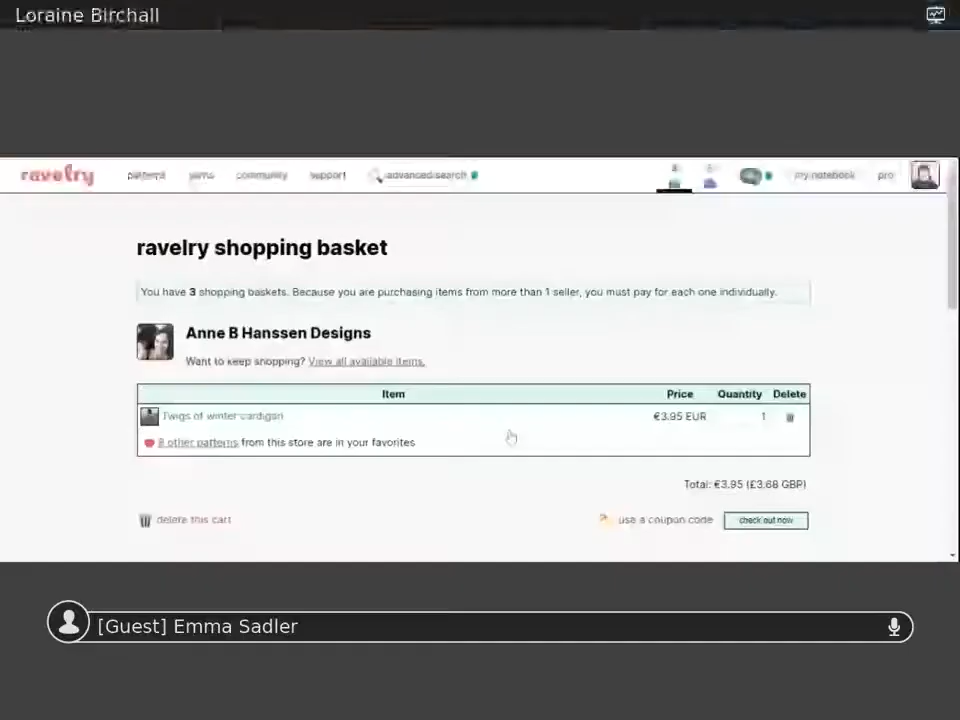 Loraine Birchall
ravelry
patterns yarns community support advanced search my notebook pro
ravelry shopping basket
You have 3 shopping baskets. Because you are purchasing items from more than 1 seller, you must pay for each one individually.
Anne B Hanssen Designs
Want to keep shopping? View all available items.
Item Price Quantity Delete
Twigs of winter cardigan €3.95 EUR 1
8 other patterns from this store are in your favorites
Total: €3.95 (£3.68 GBP)
delete this cart use a coupon code check out now
[Guest] Emma Sadler